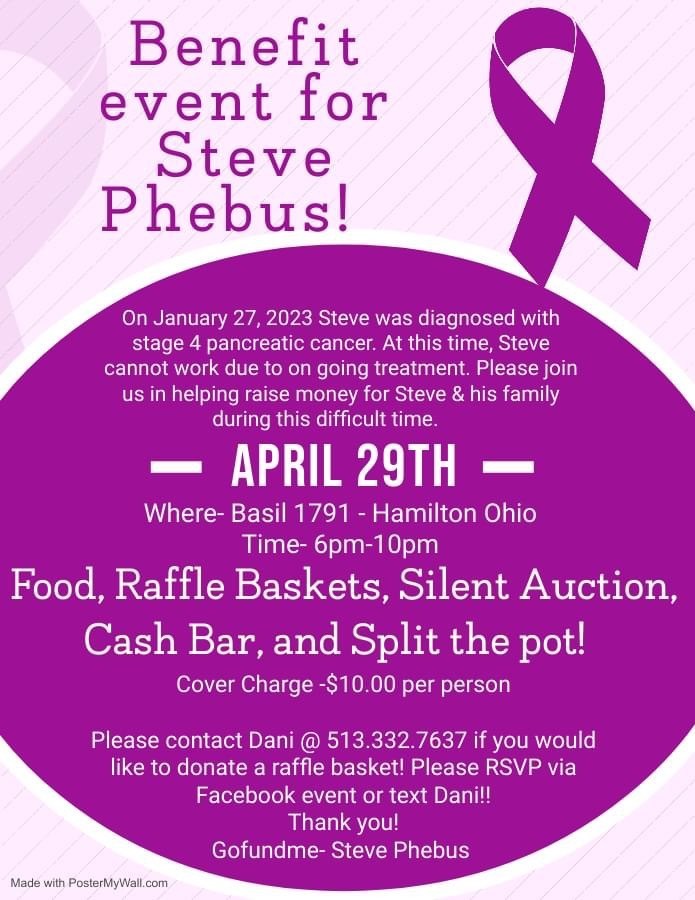 Benefit
event for
Steve
Phebus!
On January 27, 2023 Steve was diagnosed with
stage 4 pancreatic cancer. At this time, Steve
cannot work due to on going treatment. Please join
us in helping raise money for Steve & his family
during this difficult time.
APRIL 29TH
Where- Basil 1791 - Hamilton Ohio
Time- 6pm-10pm
Food, Raffle Baskets, Silent Auction,
Cash Bar, and Split the pot!
Cover Charge -$10.00 per person
Please contact Dani @ 513.332.7637 if you would
like to donate a raffle basket! Please RSVP via
Facebook event or text Dani!!
Thank you!
Gofundme- Steve Phebus
Made with PosterMyWall.com